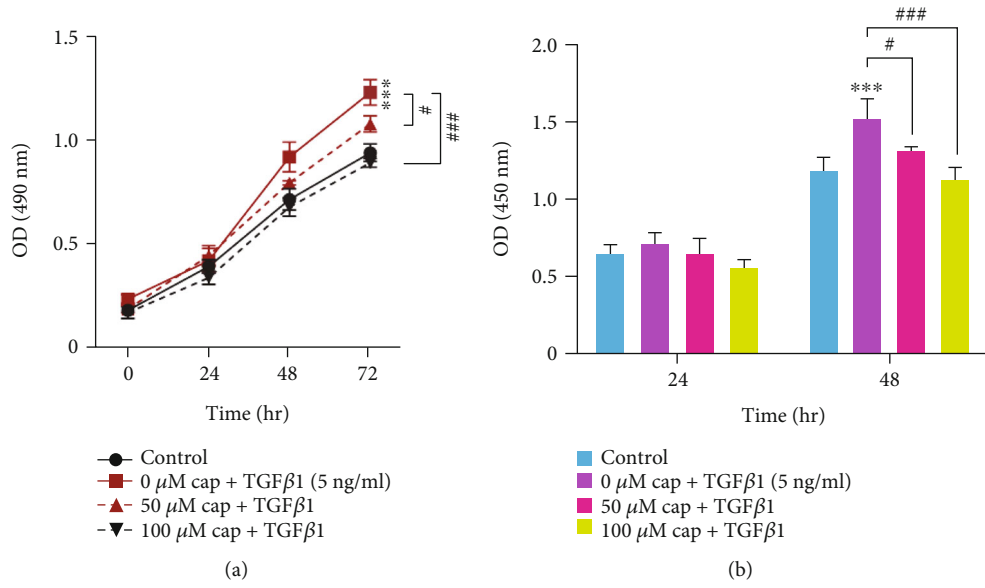 1.5
1.0
0.5
0
OD (490 nm)
***
#
###
0 24 48 72
Time (hr)
Control
0 μM cap + TGFβ1 (5 ng/ml)
50 μM cap + TGFβ1
100 μM cap + TGFβ1
(a)
2.0
1.5
1.0
0.5
0
OD (450 nm)
###
#
***
24 48
Time (hr)
Control
0 μM cap + TGFβ1 (5 ng/ml)
50 μM cap + TGFβ1
100 μM cap + TGFβ1
(b)